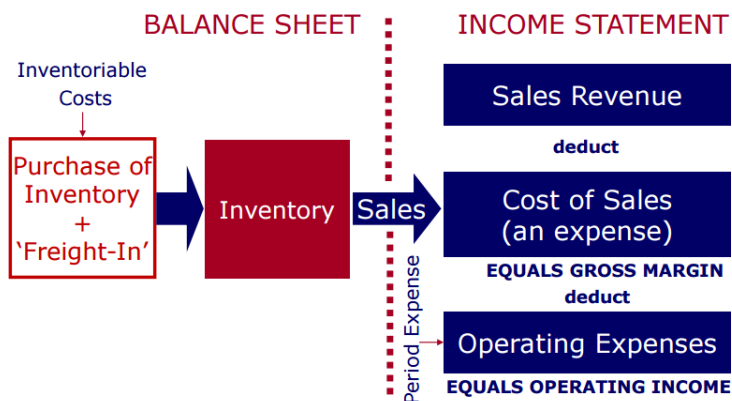 BALANCE SHEET
INCOME STATEMENT
Inventoriable
Costs
Purchase of
Inventory
+
‘Freight-In’
Inventory
Sales
Sales Revenue
deduct
Cost of Sales
(an expense)
EQUALS GROSS MARGIN
deduct
Period Expense
Operating Expenses
EQUALS OPERATING INCOME